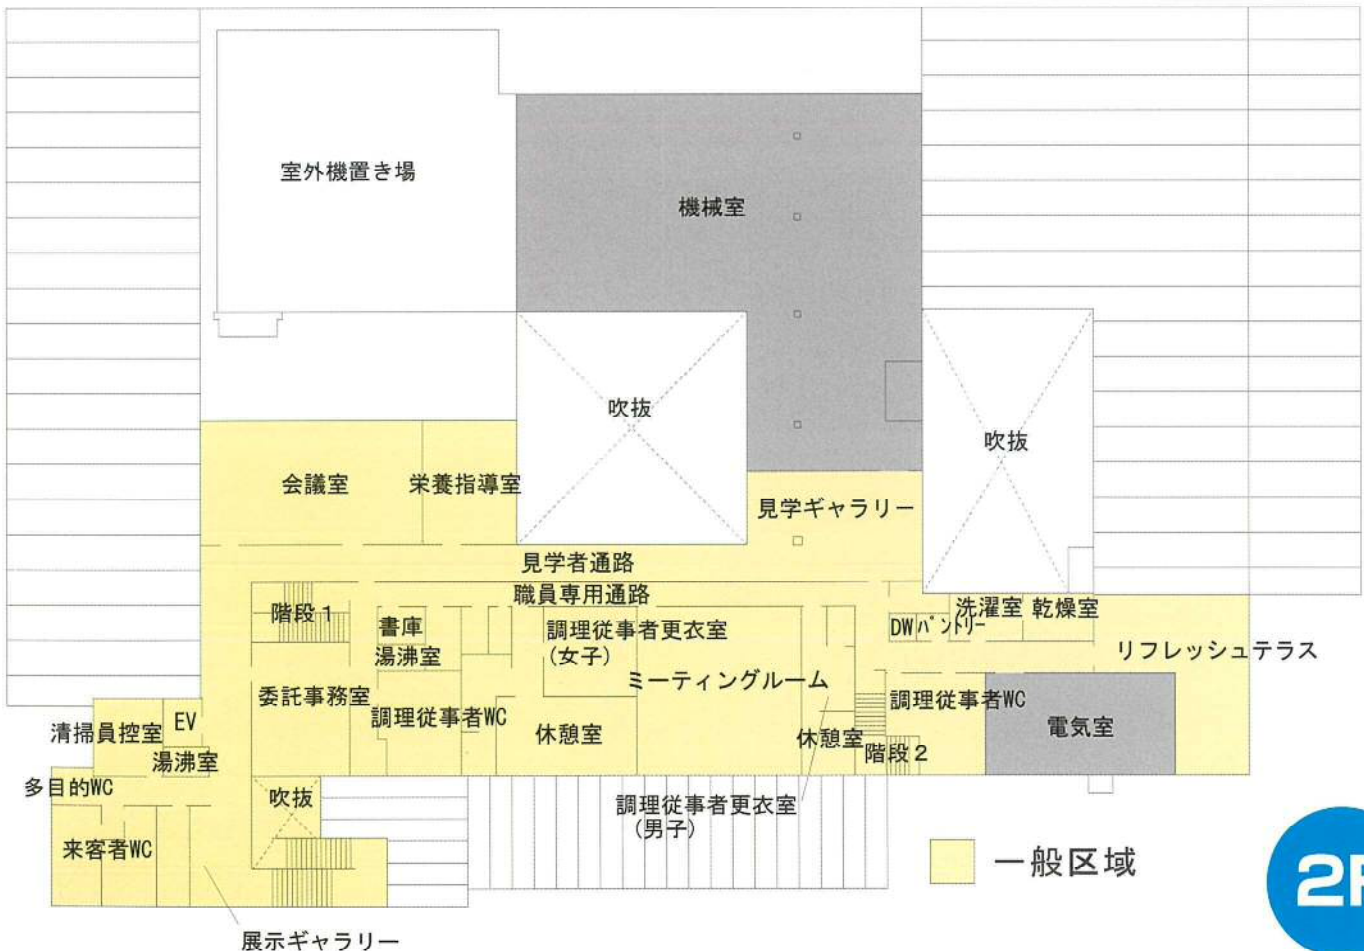 室外機置き場
機械室
吹抜
吹抜
会議室
栄養指導室
見学ギャラリー
見学者通路
職員専用通路
階段1
書庫
湯沸室
調理従事者更衣室
(女子)
洗濯室
乾燥室
DW
パントリー
リフレッシュテラス
委託事務室
ミーティングルーム
調理従事者WC
調理従事者WC
休憩室
休憩室
階段2
電気室
清掃員控室
EV
湯沸室
多目的WC
吹抜
調理従事者更衣室
(男子)
来客者WC
一般区域
展示ギャラリー
2F